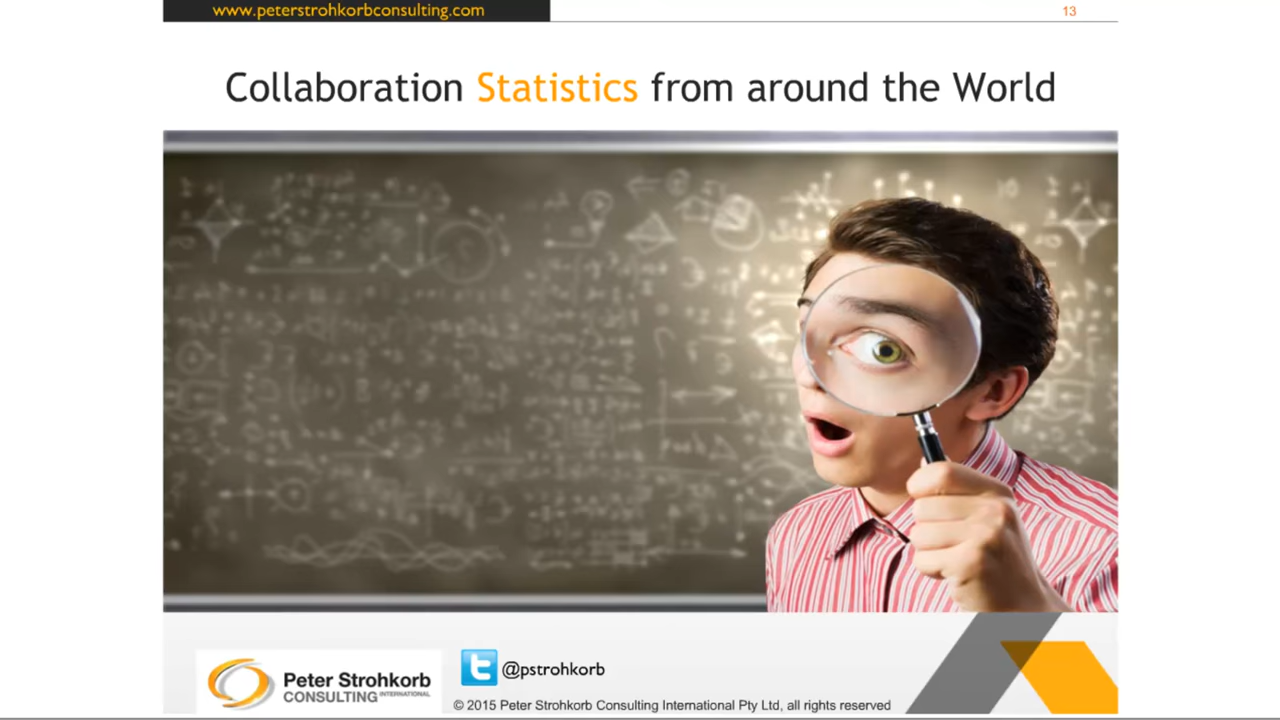 www.peterstrohkorbconsulting.com
13
Collaboration Statistics from around the World
Peter Strohkorb
CONSULTING INTERNATIONAL
@pstrohkorb
© 2015 Peter Strohkorb Consulting International Pty Ltd, all rights reserved